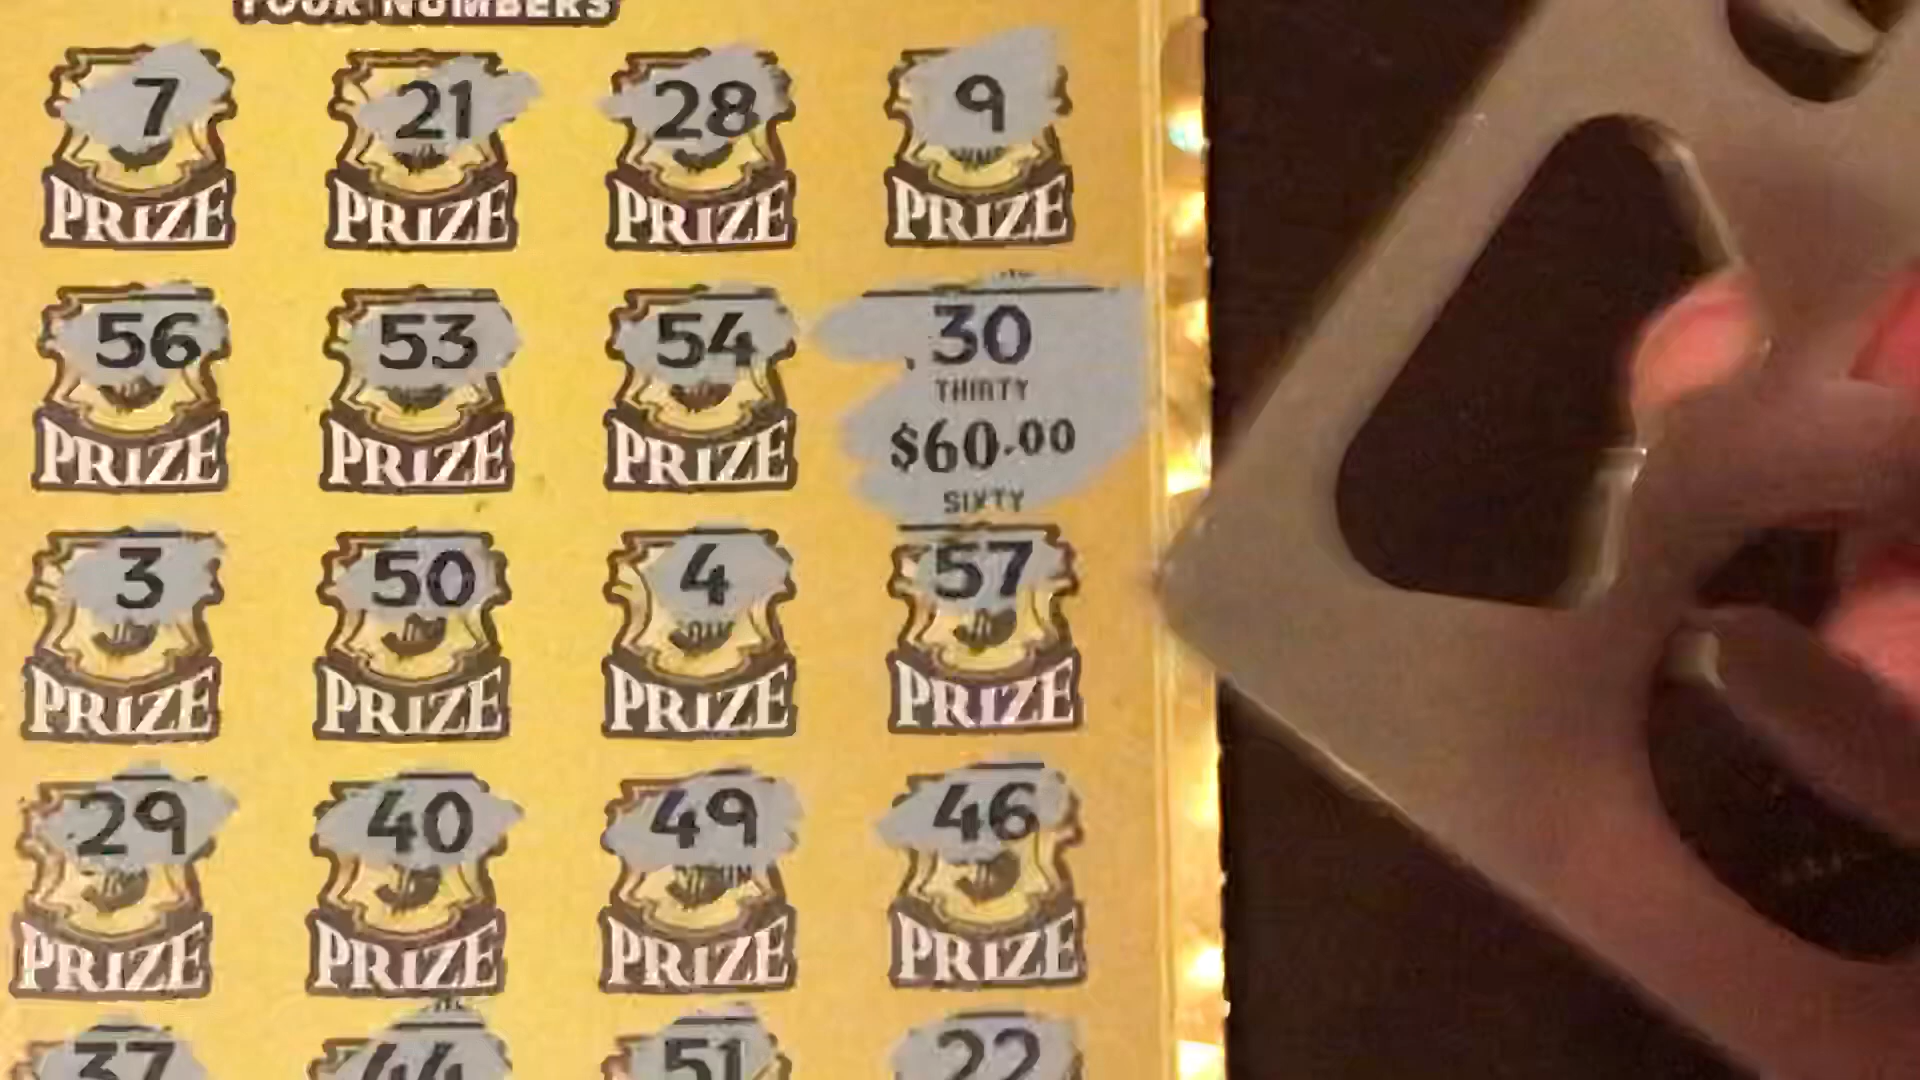 YOUR NUMBERS
7 21 28 9
PRIZE PRIZE PRIZE PRIZE
56 53 54 30
THIRTY
$60.00
SIXTY
PRIZE PRIZE PRIZE
3 50 4 57
PRIZE PRIZE PRIZE PRIZE
29 40 49 46
PRIZE PRIZE PRIZE PRIZE
37 44 51 22